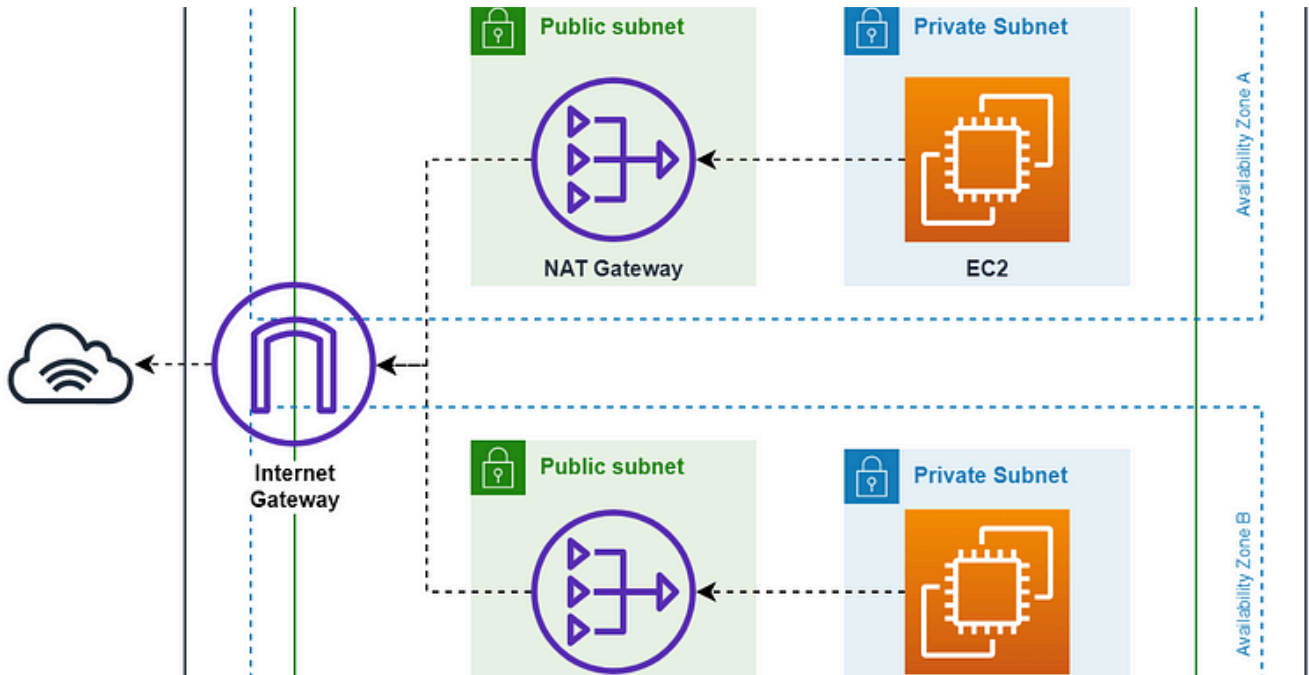 Public subnet
Private Subnet
Availability Zone A
NAT Gateway
EC2
Internet
Gateway
Public subnet
Private Subnet
Availability Zone B